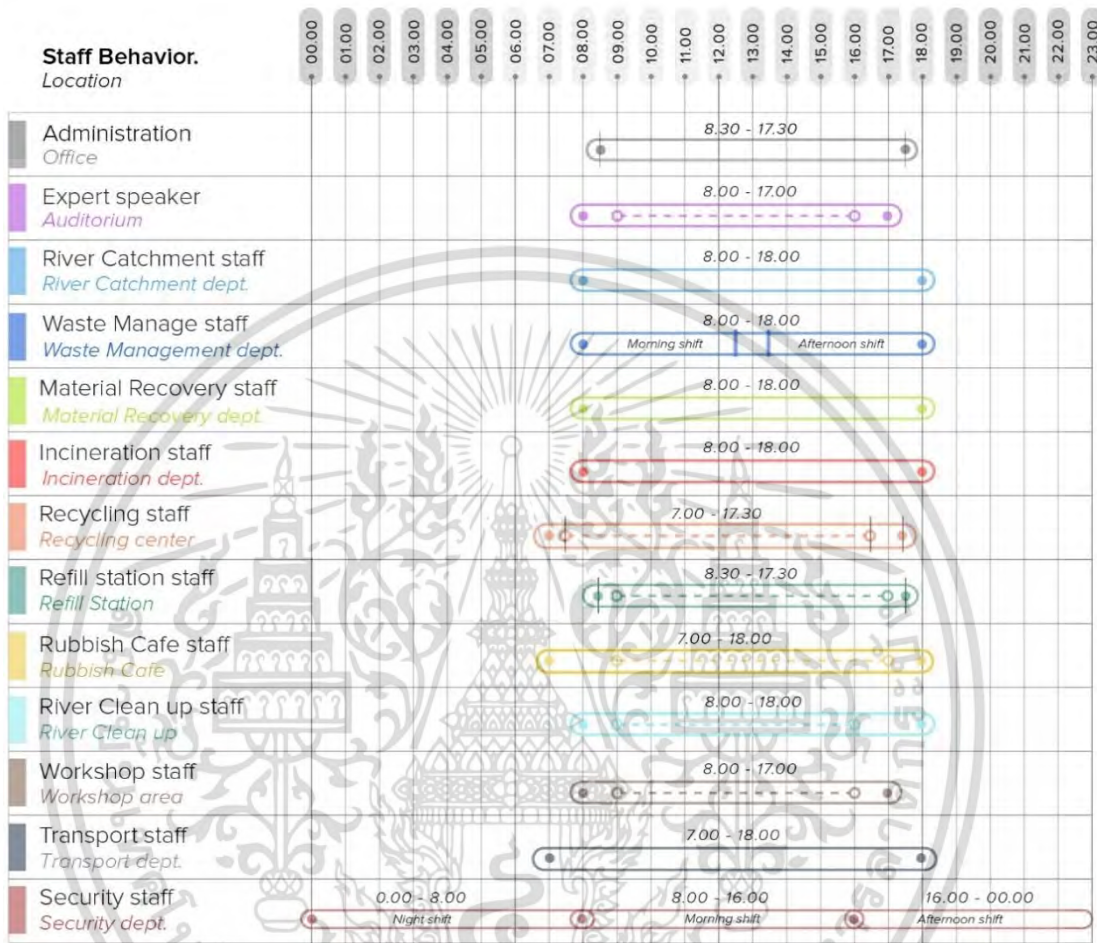 Staff Behavior.
Location
00.00 01.00 02.00 03.00 04.00 05.00 06.00 07.00 08.00 09.00 10.00 11.00 12.00 13.00 14.00 15.00 16.00 17.00 18.00 19.00 20.00 21.00 22.00 23.00
Administration
Office
8.30 - 17.30
Expert speaker
Auditorium
8.00 - 17.00
River Catchment staff
River Catchment dept.
8.00 - 18.00
Waste Manage staff
Waste Management dept.
8.00 - 18.00
Morning shift
Afternoon shift
Material Recovery staff
Material Recovery dept.
8.00 - 18.00
Incineration staff
Incineration dept.
8.00 - 18.00
Recycling staff
Recycling center
7.00 - 17.30
Refill station staff
Refill Station
8.30 - 17.30
Rubbish Cafe staff
Rubbish Cafe
7.00 - 18.00
River Clean up staff
River Clean up
8.00 - 18.00
Workshop staff
Workshop area
8.00 - 17.00
Transport staff
Transport dept.
7.00 - 18.00
Security staff
Security dept.
0.00 - 8.00
8.00 - 16.00
16.00 - 00.00
Night shift
Morning shift
Afternoon shift